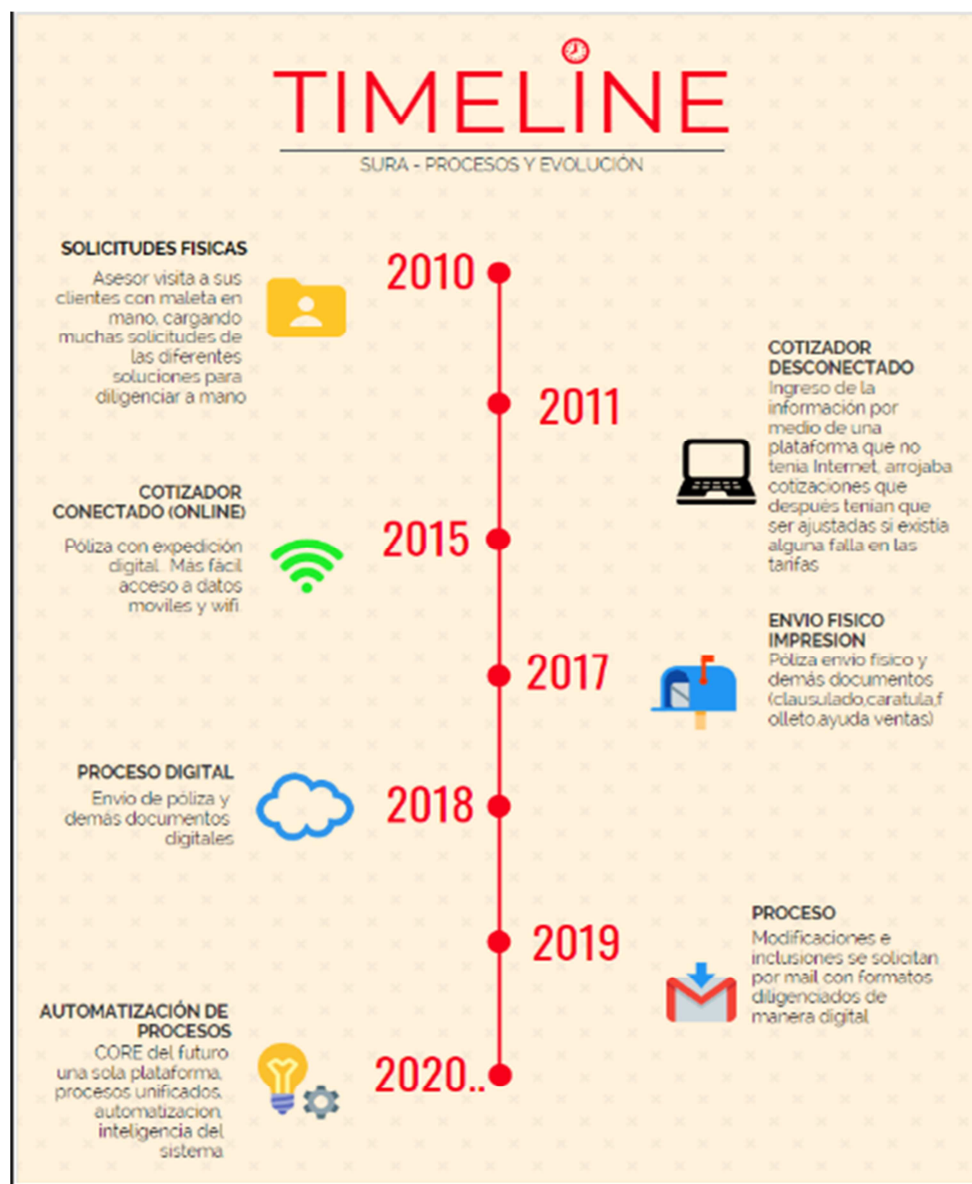 TIMELINE
SURA - PROCESOS Y EVOLUCIÓN
SOLICITUDES FISICAS
Asesor visita a sus
clientes con maleta en
mano, cargando
muchas solicitudes de
las diferentes
soluciones para
diligenciar a mano
2010
2011
COTIZADOR
DESCONECTADO
Ingreso de la
información por
medio de una
plataforma que no
tenia Internet, arrojaba
cotizaciones que
después tenian que
ser ajustadas si existia
alguna falla en las
tarifas
COTIZADOR
CONECTADO (ONLINE)
Póliza con expedición
digital. Más fácil
acceso a datos
moviles y wifi.
2015
2017
ENVIO FISICO
IMPRESION
Póliza envio fisico y
demás documentos
(clausulado,caratula,f
olleto,ayuda ventas)
PROCESO DIGITAL
Envio de póliza y
demás documentos
digitales
2018
2019
PROCESO
Modificaciones e
inclusiones se solicitan
por mail con formatos
diligenciados de
manera digital
AUTOMATIZACIÓN DE
PROCESOS
CORE del futuro
una sola plataforma,
procesos unificados,
automatizacion,
inteligencia del
sistema
2020..